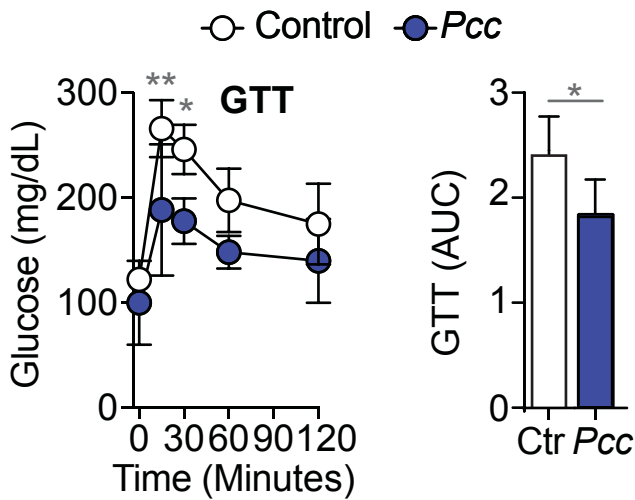 Control Pcc
GTT
** *
Glucose (mg/dL)
300
200
100
0
0 30 60 90 120
Time (Minutes)
*
GTT (AUC)
3
2
1
0
Ctr Pcc